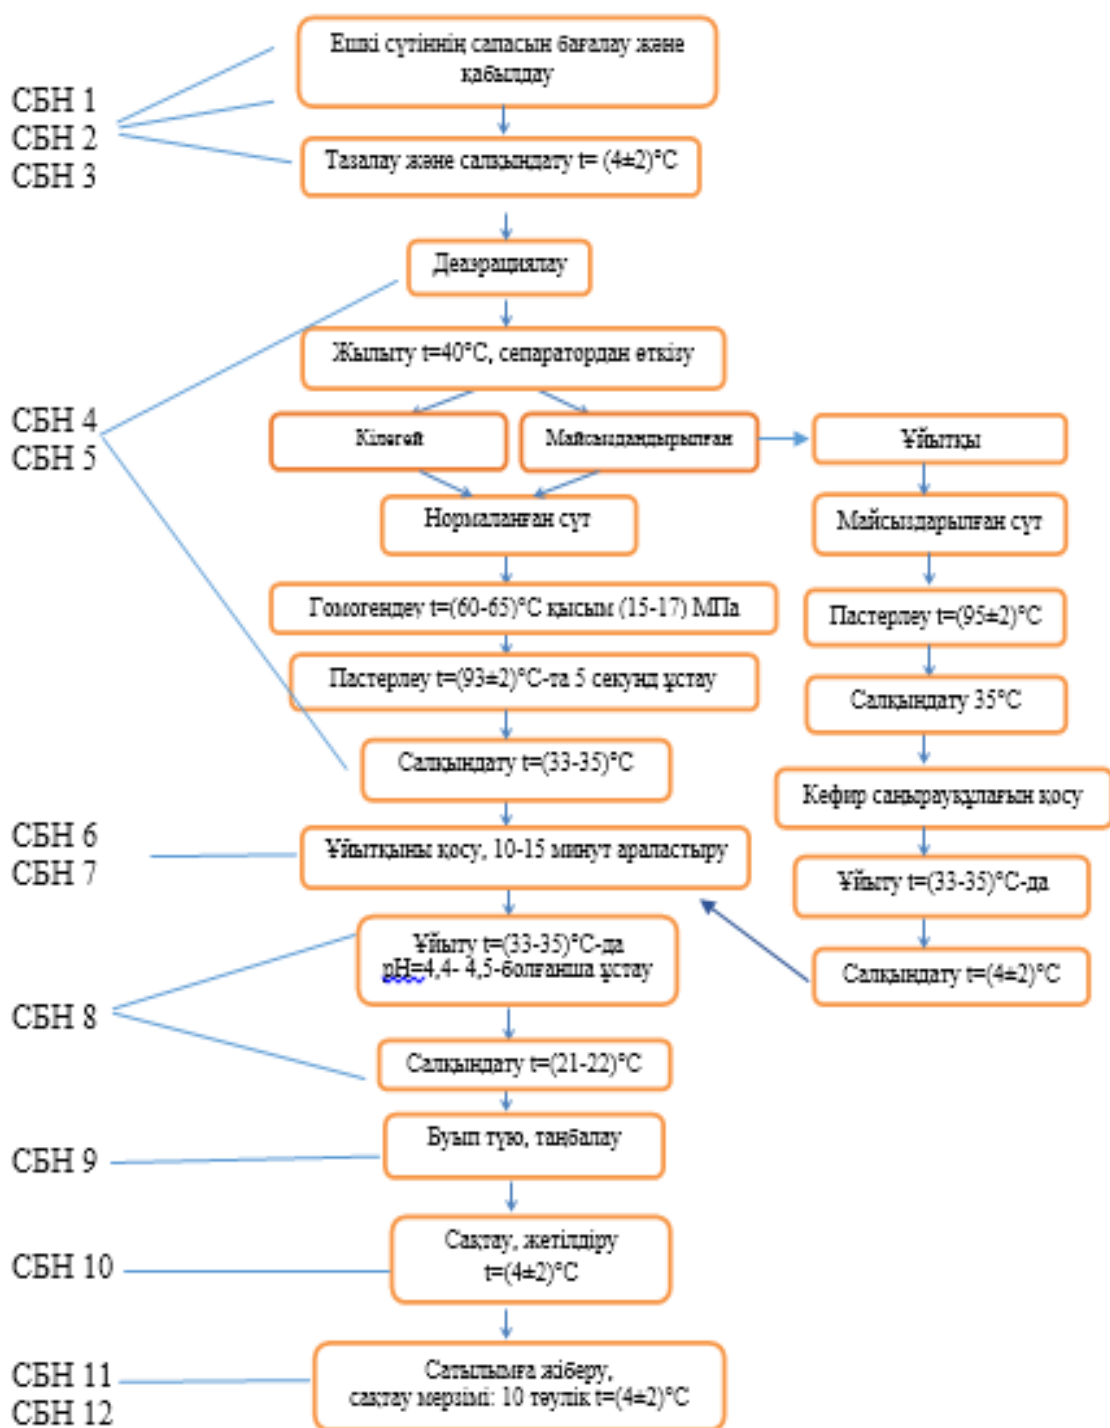 Ешкі сүтіннің сапасын бағалау және
қабылдау
СБН 1
СБН 2
СБН 3
Тазалау және салқындату t= (4±2)°C
Деаэрациялау
Жылыту t=40°C, сепаратордан өткізу
СБН 4
СБН 5
Кілегей
Майсыздандырылған
Ұйытқы
Нормаланған сүт
Майсыздарылған сүт
Гомогендеу t=(60-65)°C қысым (15-17) МПа
Пастерлеу t=(95±2)°C
Пастерлеу t=(93±2)°C-та 5 секунд ұстау
Салқындату 35°C
Салқындату t=(33-35)°C
Кефир саңырауқұлағын қосу
СБН 6
СБН 7
Ұйытқыны қосу, 10-15 минут араластыру
Ұйыту t=(33-35)°C-да
Ұйыту t=(33-35)°C-да
pH=4,4- 4,5-болғанша ұстау
Салқындату t=(4±2)°C
СБН 8
Салқындату t=(21-22)°C
Буып түю, таңбалау
СБН 9
Сақтау, жетілдіру
t=(4±2)°C
СБН 10
Сатылымға жіберу,
сақтау мерзімі: 10 тәулік t=(4±2)°C
СБН 11
СБН 12